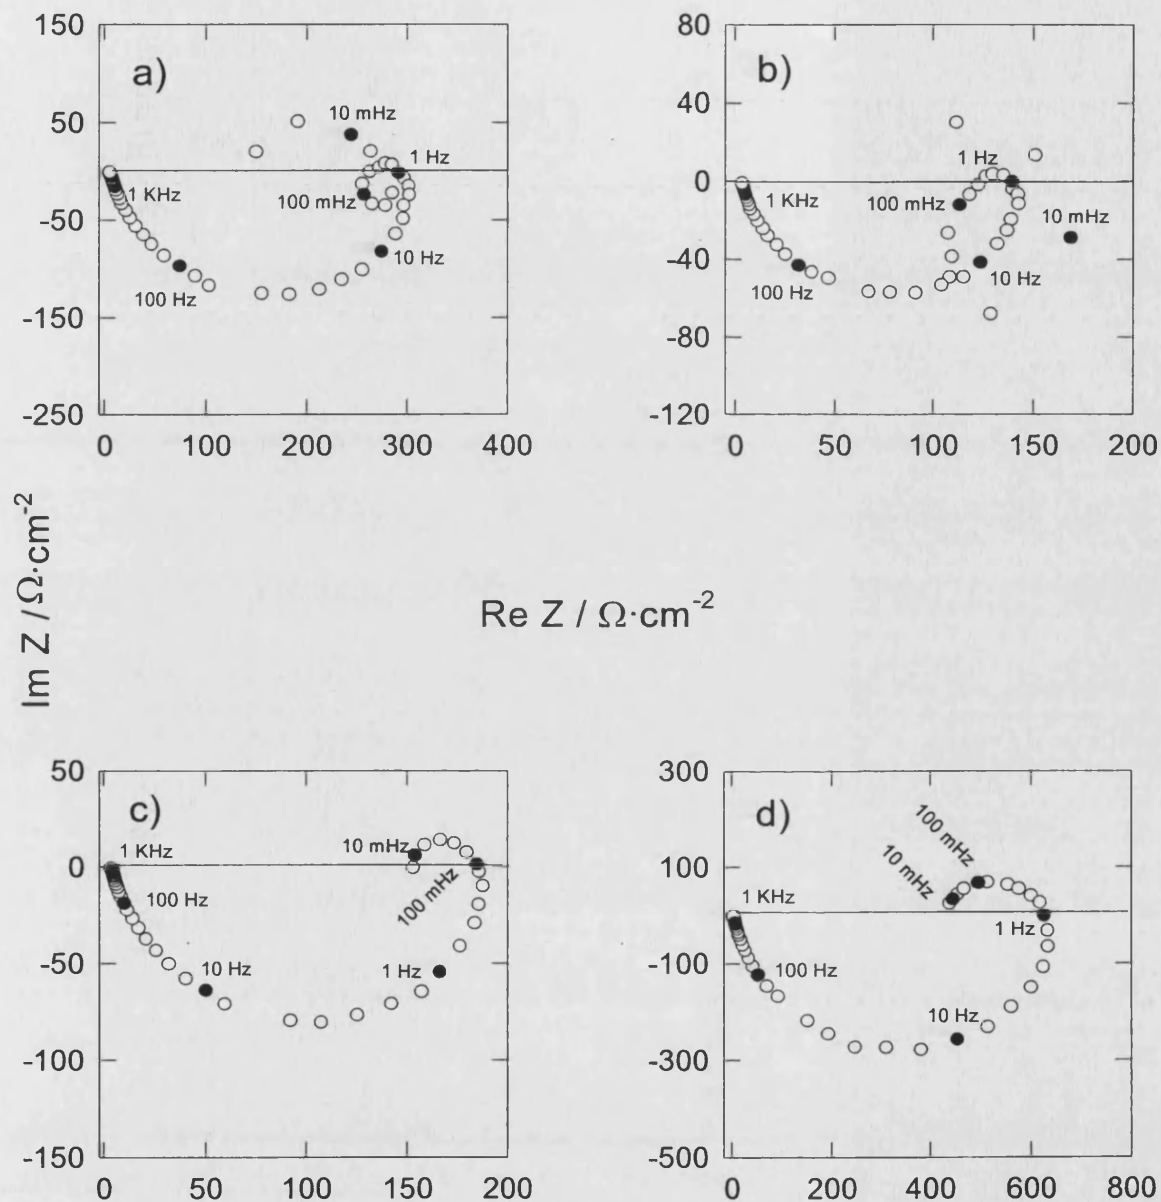 150
50
0
-50
-150
-250
0 100 200 300 400
a)
10 mHz
1 Hz
1 KHz
100 mHz
10 Hz
100 Hz
80
40
0
-40
-80
-120
0 50 100 150 200
b)
1 Hz
1 KHz
100 mHz
10 mHz
10 Hz
100 Hz
Im Z / Ω·cm-2
Re Z / Ω·cm-2
50
0
-50
-100
-150
0 50 100 150 200
c)
1 KHz
10 mHz
100 Hz
100 mHz
10 Hz
1 Hz
300
100
-100
-300
-500
0 200 400 600 800
d)
100 mHz
10 mHz
1 KHz
1 Hz
100 Hz
10 Hz